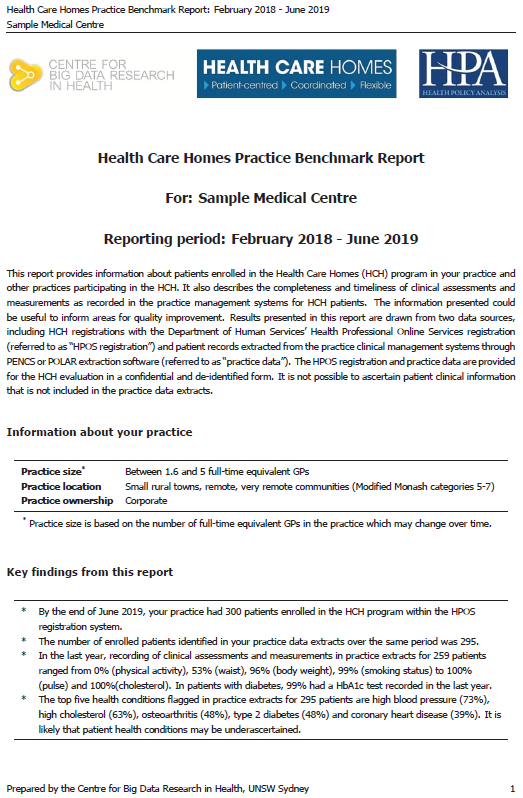 Health Care Homes Practice Benchmark Report: February 2018 - June 2019
Sample Medical Centre
CENTRE FOR
BIG DATA RESEARCH
IN HEALTH
HEALTH CARE HOMES
Patient-centred Coordinated Flexible
HPA
HEALTH POLICY ANALYSIS
Health Care Homes Practice Benchmark Report
For: Sample Medical Centre
Reporting period: February 2018 - June 2019
This report provides information about patients enrolled in the Health Care Homes (HCH) program in your practice and
other practices participating in the HCH. It also describes the completeness and timeliness of clinical assessments and
measurements as recorded in the practice management systems for HCH patients. The information presented could
be useful to inform areas for quality improvement. Results presented in this report are drawn from two data sources,
including HCH registrations with the Department of Human Services' Health Professional Online Services registration
(referred to as "HPOS registration") and patient records extracted from the practice clinical management systems through
PENCS or POLAR extraction software (referred to as "practice data"). The HPOS registration and practice data are provided
for the HCH evaluation in a confidential and de-identified form. It is not possible to ascertain patient clinical information
that is not included in the practice data extracts.
Information about your practice
Practice size* Between 1.6 and 5 full-time equivalent GPs
Practice location Small rural towns, remote, very remote communities (Modified Monash categories 5-7)
Practice ownership Corporate
* Practice size is based on the number of full-time equivalent GPs in the practice which may change over time.
Key findings from this report
* By the end of June 2019, your practice had 300 patients enrolled in the HCH program within the HPOS
registration system.
* The number of enrolled patients identified in your practice data extracts over the same period was 295.
* In the last year, recording of clinical assessments and measurements in practice extracts for 259 patients
ranged from 0% (physical activity), 53% (waist), 96% (body weight), 99% (smoking status) to 100%
(pulse) and 100%(cholesterol). In patients with diabetes, 99% had a HbA1c test recorded in the last year.
* The top five health conditions flagged in practice extracts for 295 patients are high blood pressure (73%),
high cholesterol (63%), osteoarthritis (48%), type 2 diabetes (48%) and coronary heart disease (39%). It is
likely that patient health conditions may be underascertained.
Prepared by the Centre for Big Data Research in Health, UNSW Sydney 1